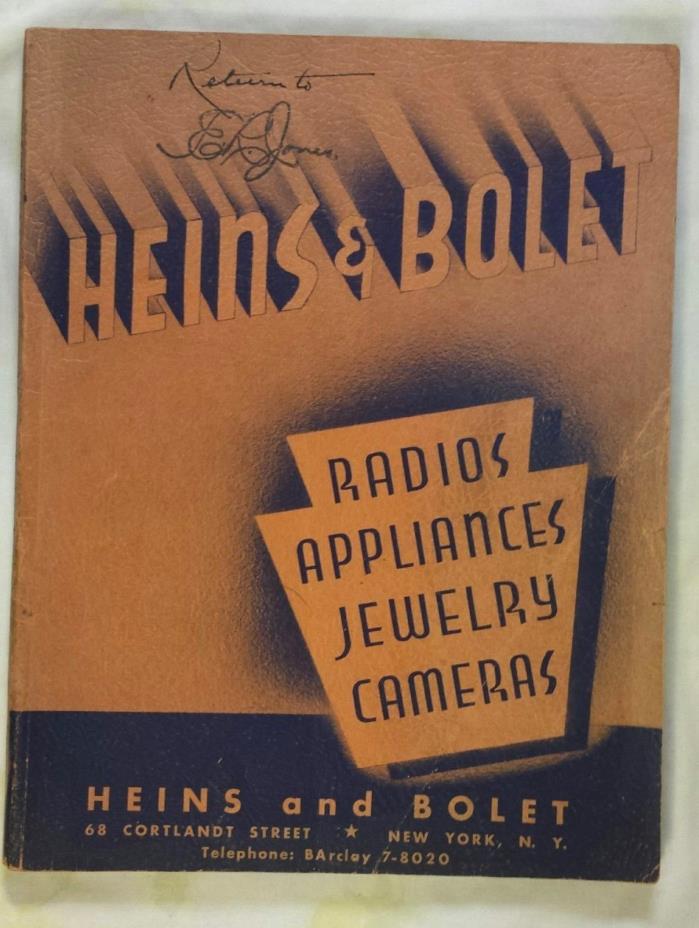 Return to
E. R. Jones.
HEINS & BOLET
RADIOS
APPLIANCES
JEWELRY
CAMERAS
HEINS and BOLET
68 CORTLANDT STREET ★ NEW YORK, N. Y.
Telephone: BArclay 7-8020